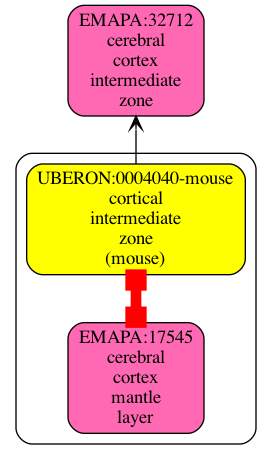 EMAPA:32712
cerebral
cortex
intermediate
zone
UBERON:0004040-mouse
cortical
intermediate
zone
(mouse)
EMAPA:17545
cerebral
cortex
mantle
layer